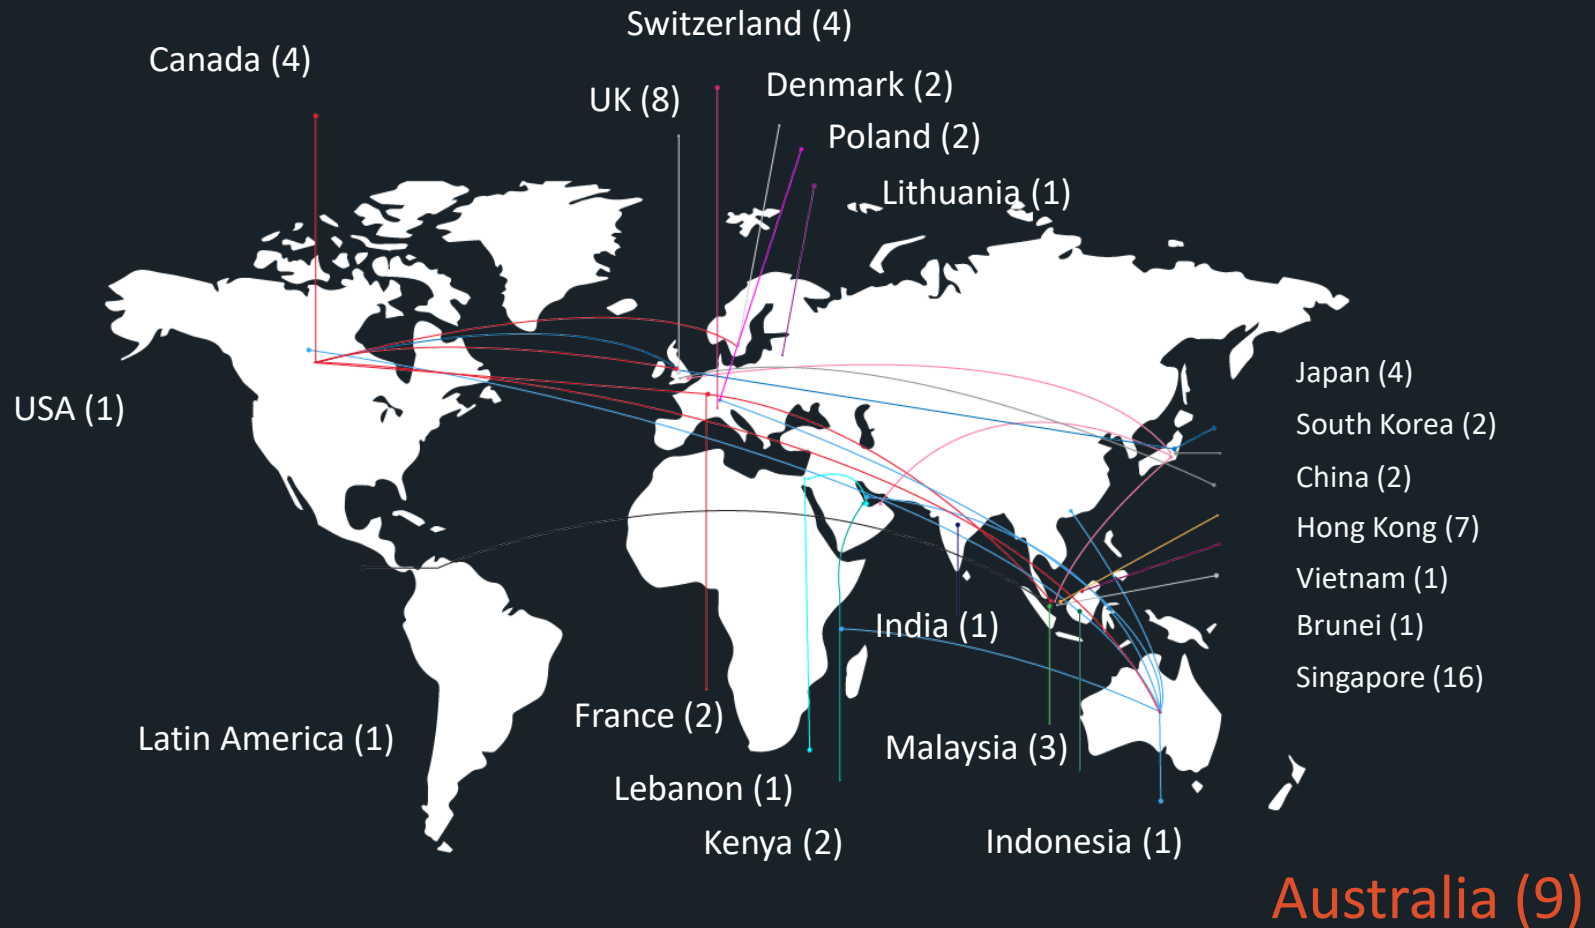 Switzerland (4)
Canada (4)
UK (8)
Denmark (2)
Poland (2)
Lithuania (1)
USA (1)
Japan (4)
South Korea (2)
China (2)
Hong Kong (7)
Vietnam (1)
Brunei (1)
Singapore (16)
India (1)
France (2)
Latin America (1)
Malaysia (3)
Lebanon (1)
Kenya (2)
Indonesia (1)
Australia (9)